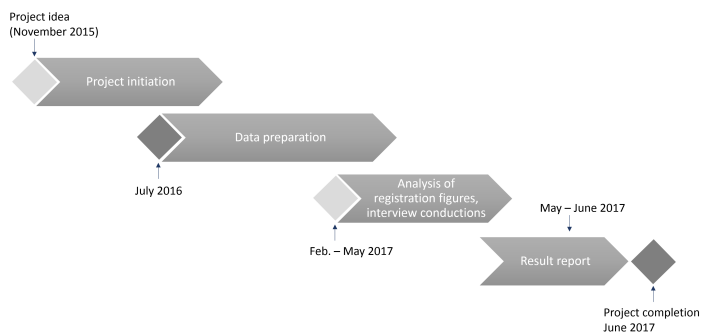 Project idea
(November 2015)
Project initiation
Data preparation
July 2016
Analysis of
registration figures,
interview conductions
Feb. – May 2017
May – June 2017
Result report
Project completion
June 2017